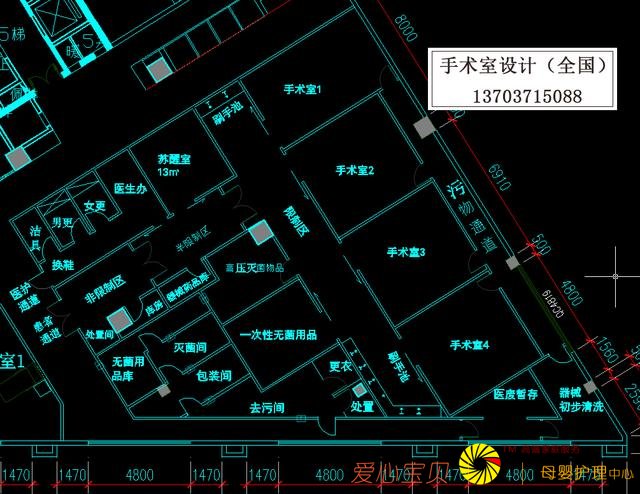 手术室设计（全国）
13703715088
8000
手术室1
刷手池
手术室2
苏醒室
13㎡
医生办
女更
男更
洁具
换鞋
医护通道
患者通道
非限制区
半限制区
限制区
污物通道
6910
500
4800
手术室3
高压灭菌物品
器械药品库
库房
处置间
一次性无菌用品
灭菌间
无菌用品库
包装间
更衣
刷手池
手术室4
医废暂存
器械
初步清洗
处置
去污间
室1
1560
1470
1470
4800
1470
1470
4800
1470
1470
4800
1470
爱心宝贝
母婴护理中心